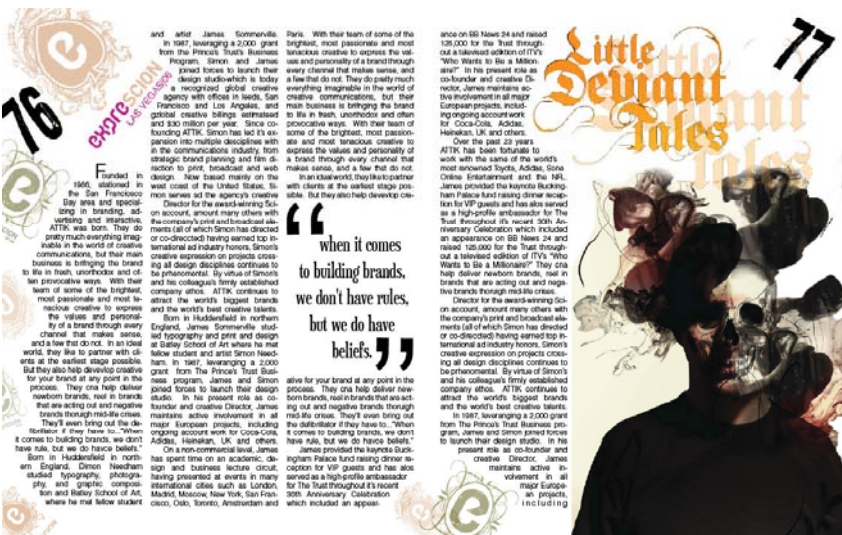 76
exprescion
LAS VEGAS/06
Founded in
1966, stationed in
the San Francisco
Bay area and special-
izing in branding, ad-
vertising and interactive,
ATTIK was born. They do
pretty much everything imag-
inable in the world of creative
communications, but their main
business is brifnging the brand
to life in fresh, unorthodox and of-
ten provocative ways. With their
team of some of the brightest,
most passionate and most te-
nacious creative to express
the values and personal-
ity of a brand through every
channel that makes sense,
and a few that do not. In an ideal
world, they like to partner with cli-
ents at the earliest stage possible.
But they also help devevlop creative
for your brand at any point in the
process. They cna help deliver
newborn brands, reel in brands
that are acting out and negative
brands thorugh mid-life crises.
They'll even bring out the de-
fibrillator if they have to..."When
it comes to building brands, we don't
have rule, but we do havce beliefs."
Born in Huddensfield in north-
ern England, Dimon Needham
studied typography, photogra-
phy, and graphic composi-
tion and Batley School of Art,
where he met fellow student
and artist James Sommerville.
In 1987, leveraging a 2,000 grant
from the Prince's Trust's Business
Program, Simon and James
joined forces to launch their
design studo-which is today
a recognized global creative
agency with offices in leeds, San
Francisco and Los Angeles, and
gzlobal creative billings estimatsed
and $30 million per year. Since co-
founding ATTIK, Simon has led it's ex-
pansion into multiple desciplines with
in the communications industry, from
strategic brand planning and film di-
raction to print, broadcast and web
design. Now based mainly on the
west coast of the United States, Si-
mon serves ad the agency's creative
Director for the award-winning Sci-
on account, amount many others with
the company's print and broadcast ele-
ments (all of which Simon has directed
or co-direccted) having earned top in-
ternational ad industry honors, Simon's
creative expression on projects cross-
ing all design disciplines continues to
be prhenomental. By virtue of Simon's
and his colleague's firmly established
company ethos. ATTIK continues to
attract the world's biggest brands
and the world's best creative talents.
Born in Huddersfield in northern
England, James Sommerville stud-
ied typography and print and design
at Batley School of Art where he met
fellow student and artist Simon Need-
ham. In 1987, leveraging a 2,000
grant from The Prince's Trust Busi-
ness program, James and Simon
joined forces to launch their design
studio. In his present role as co-
founder and creative Director, James
maintains active involvement in all
major European projects, including
ongoing account work for Coca-Cola,
Adidas, Heinekan, UK and others.
On a non-commercial level, James
has spent time on an academic, de-
sign and business lecture circuit,
having presented at events in many
international cities such as London,
Madrid, Moscow, New York, San Fran-
cisco, Oslo, Toronto, Amstrerdam and
Paris. With their team of some of the
brightest, most passionate and most
tenacious creative to express the val-
ues and personality of a brand through
every channel that makes sense, and
a few that do not. They do pretty much
everything imaginable in the world of
creative communications, but their
main business is brifnging the brand
to life in fresh, unorthodox and often
provocative ways. With their team of
some of the brightest, most passion-
ate and most tenacious creative to
express the values and personality of
a brand through every channel that
makes sense, and a few that do not.
In an ideal world, they like to partner
with clients at the earliest stage pos-
sible. But they also help devevlop cre-
“ when it comes
to building brands,
we don't have rules,
but we do have
beliefs. ”
ative for your brand at any point in the
process. They cna help deliver new-
born brands, reel in brands that are act-
ing out and negative brands thorugh
mid-life crises. They'll even bring out
the defibrillator if they have to..."When
it comes to building brands, we don't
have rule, but we do havce beliefs."
James provided the keynote Buck-
ingham Palace fund raising dinner re-
ception for VIP guests and has alos
served as a high-profile ambassador
for The Trust throughout it's recent
30th Anniversary Celebration
which included an appear-
ance on BB News 24 and raised
125,000 for the Trust through-
out a televised ediktion of ITV's
"Who Wants to Be a Million-
aire?" In his present role as
co-founder and creative Di-
rector, James maintains ac-
tive involvement in all major
European projects, includ-
ing ongoing account work
for Coca-Cola, Adidas,
Heinekan, UK and others.
Over the past 23 years
ATTIK has been fortunate to
work with the same of the world's
most renowned Toyota, Adidas, Sone
Online Entertainment and the NFL.
James provided the keynote Bucking-
ham Palace fund raising dinner recep-
tion for VIP guests and has alos served
as a high-profile ambassador for The
Trust throughout it's recent 30th An-
niversary Celebration which included
an appearance on BB News 24 and
raised 125,000 for the Trust through-
out a televised ediktion of ITV's "Who
Wants to Be a Millionaire?" They cna
help deliver newborn brands, reel in
brands that are acting out and nega-
tive brands thorugh mid-life crises.
Director for the award-winning Sci-
on account, amount many others with
the company's print and broadcast ele-
ments (all of which Simon has directed
or co-direccted) having earned top in-
ternational ad industry honors, Simon's
creative expression on projects cross-
ing all design disciplines continues to
be prhenomental. By virtue of Simon's
and his colleague's firmly established
company ethos. ATTIK continues to
attract the world's biggest brands
and the world's best creative talents.
In 1987, leveraging a 2,000 grant
from The Prince's Trust Business pro-
gram, James and Simon joined forces
to launch their design studio. In his
present role as co-founder and
creative Director, James
maintains active in-
volvement in all
major Europe-
an projects,
including
Little
Deviant
Tales
77